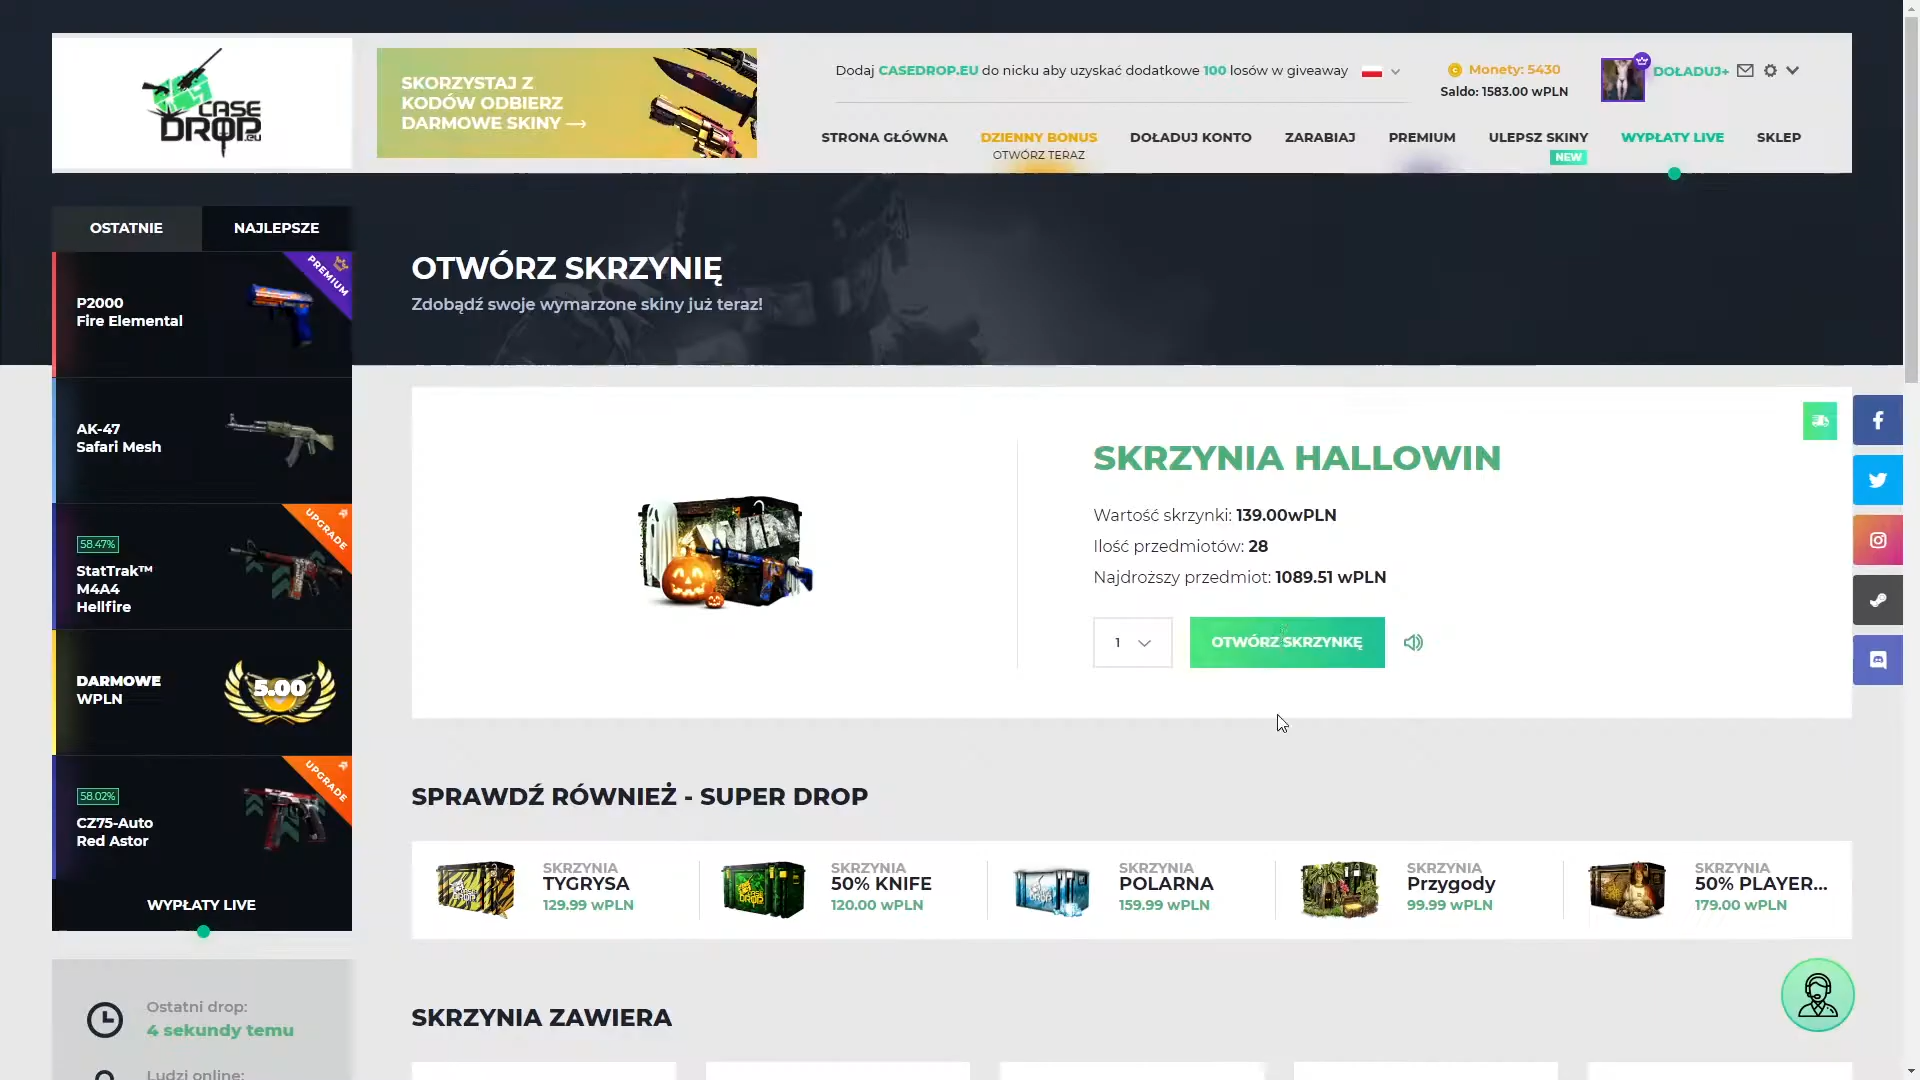 CASE
DROP.eu
SKORZYSTAJ Z
KODÓW ODBIERZ
DARMOWE SKINY
Dodaj CASEDROP.EU do nicku aby uzyskać dodatkowe 100 losów w giveaway
Monety: 5430
Saldo: 1583.00 wPLN
DOŁADUJ+
STRONA GŁÓWNA
DZIENNY BONUS
OTWÓRZ TERAZ
DOŁADUJ KONTO
ZARABIAJ
PREMIUM
ULEPSZ SKINY
NEW
WYPŁATY LIVE
SKLEP
OSTATNIE
NAJLEPSZE
PREMIUM
P2000
Fire Elemental
AK-47
Safari Mesh
UPGRADE
58.47%
StatTrak™
M4A4
Hellfire
DARMOWE
WPLN
5.00
UPGRADE
58.02%
CZ75-Auto
Red Astor
WYPŁATY LIVE
Ostatni drop:
4 sekundy temu
Ludzi online:
OTWÓRZ SKRZYNIĘ
Zdobądź swoje wymarzone skiny już teraz!
SKRZYNIA HALLOWIN
Wartość skrzynki: 139.00wPLN
Ilość przedmiotów: 28
Najdroższy przedmiot: 1089.51 wPLN
1
OTWÓRZ SKRZYNKĘ
SPRAWDŹ RÓWNIEŻ - SUPER DROP
SKRZYNIA
TYGRYSA
129.99 wPLN
SKRZYNIA
50% KNIFE
120.00 wPLN
SKRZYNIA
POLARNA
159.99 wPLN
SKRZYNIA
Przygody
99.99 wPLN
SKRZYNIA
50% PLAYER...
179.00 wPLN
SKRZYNIA ZAWIERA